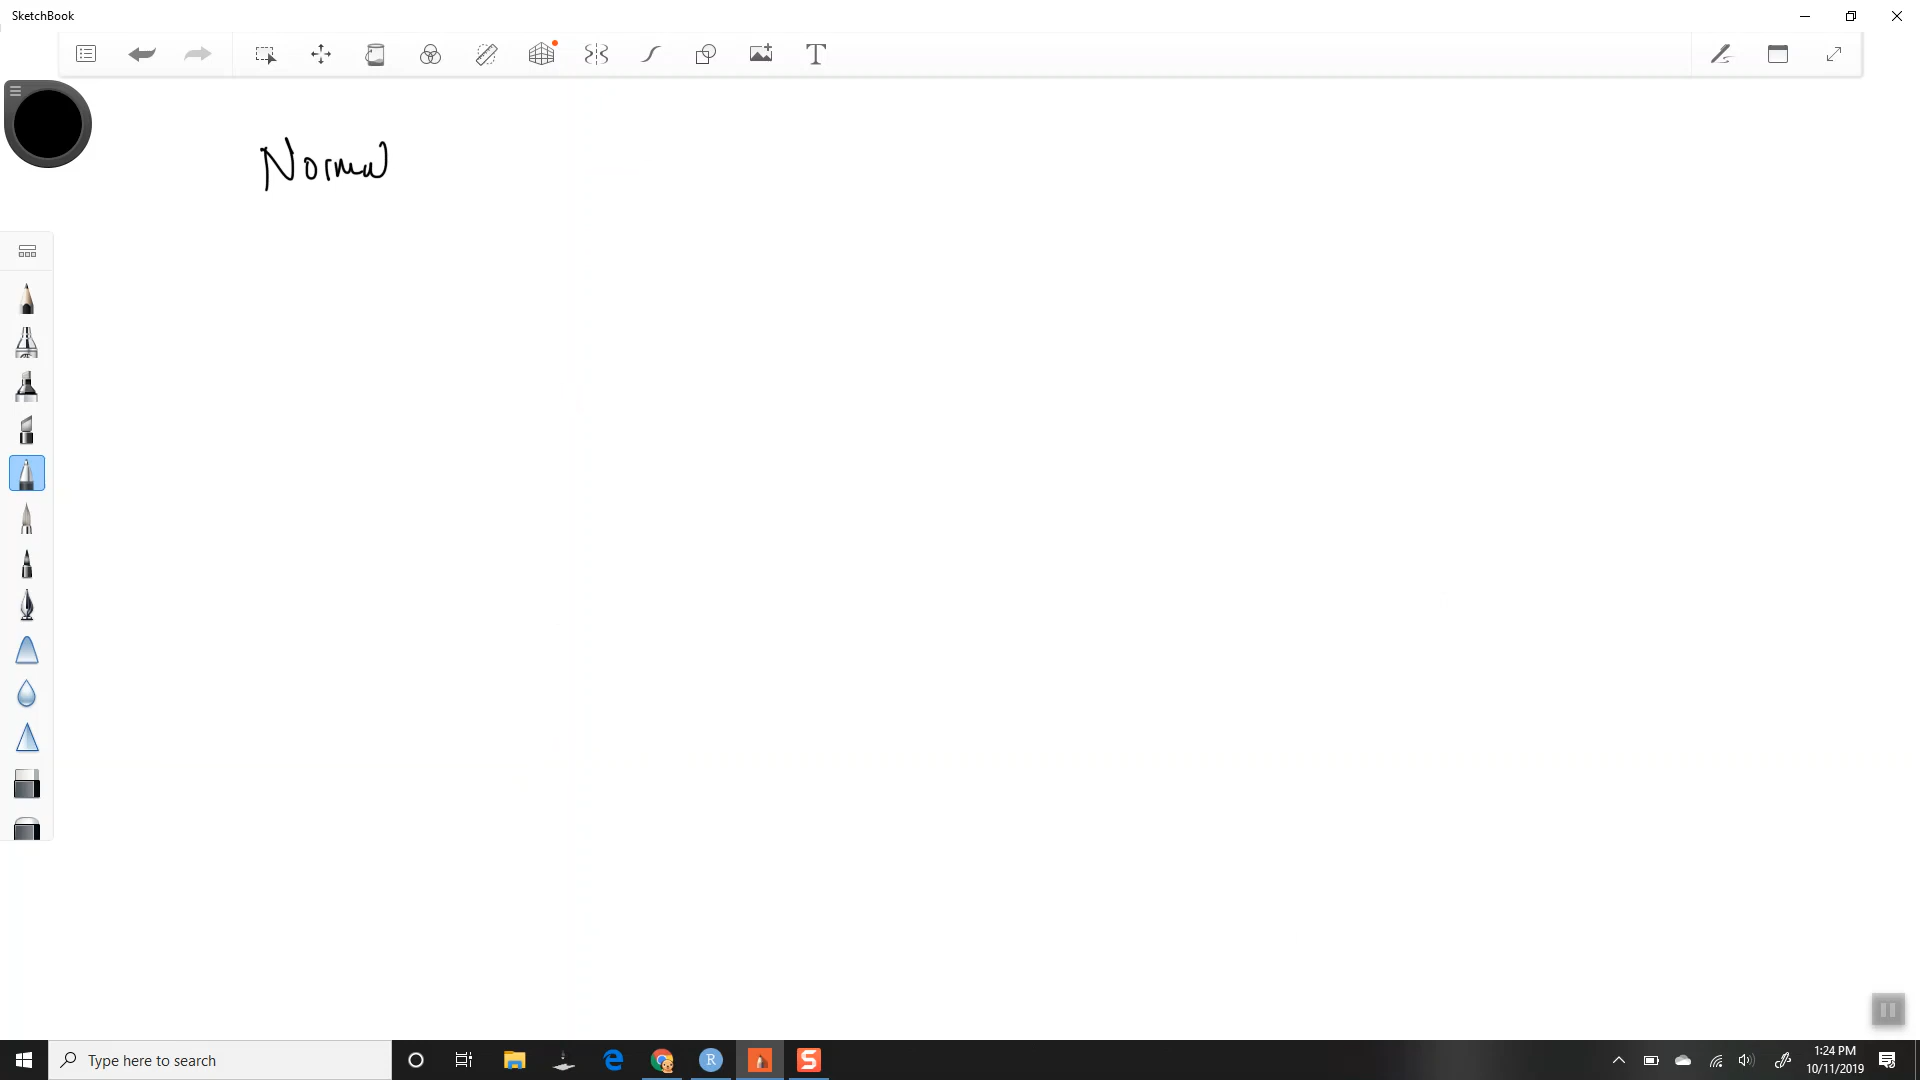 SketchBook
Normal
Type here to search
1:24 PM
10/11/2019